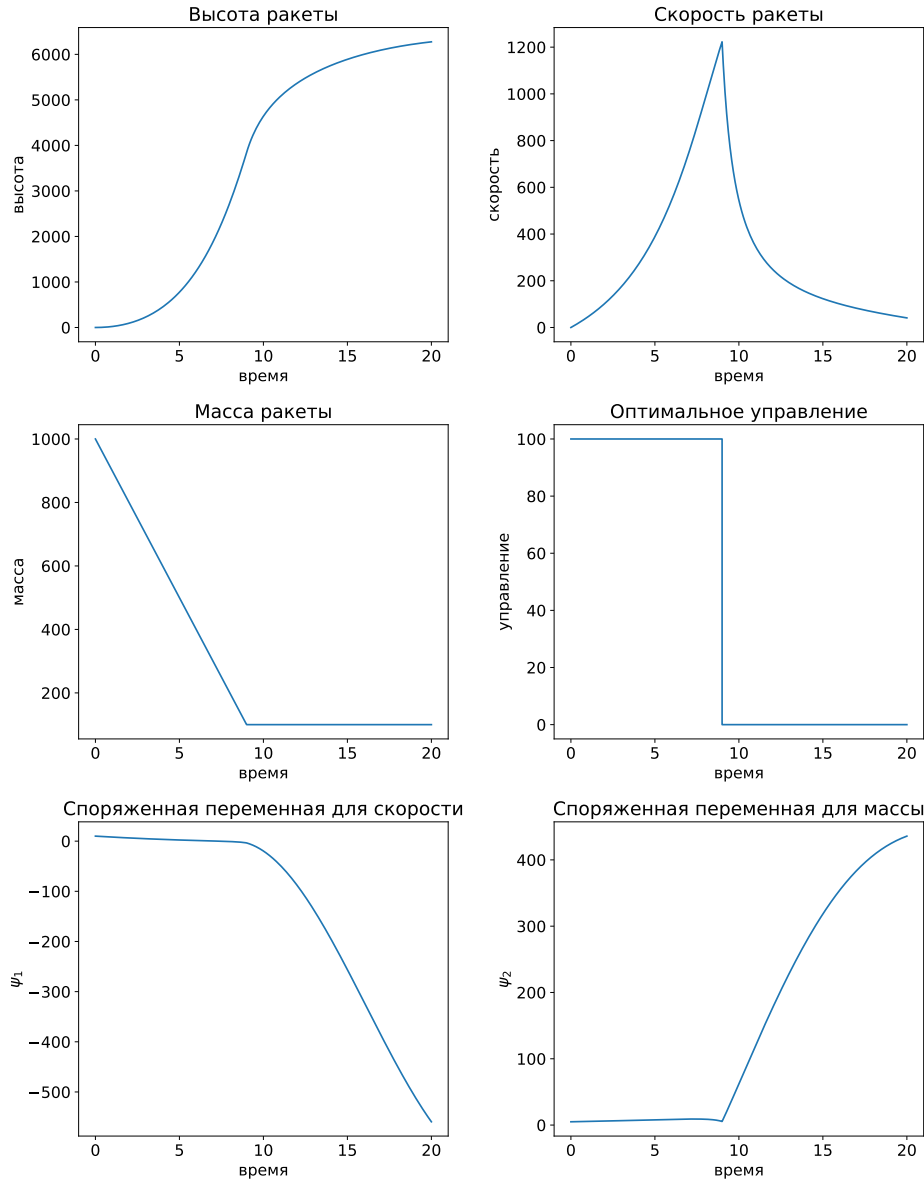 Высота ракеты
Скорость ракеты
6000
5000
4000
3000
2000
1000
0
высота
0 5 10 15 20
время
1200
1000
800
600
400
200
0
скорость
0 5 10 15 20
время
Масса ракеты
Оптимальное управление
1000
800
600
400
200
масса
0 5 10 15 20
время
100
80
60
40
20
0
управление
0 5 10 15 20
время
Споряженная переменная для скорости
Споряженная переменная для массы
0
−100
−200
−300
−400
−500
ψ₁
0 5 10 15 20
время
400
300
200
100
0
ψ₂
0 5 10 15 20
время